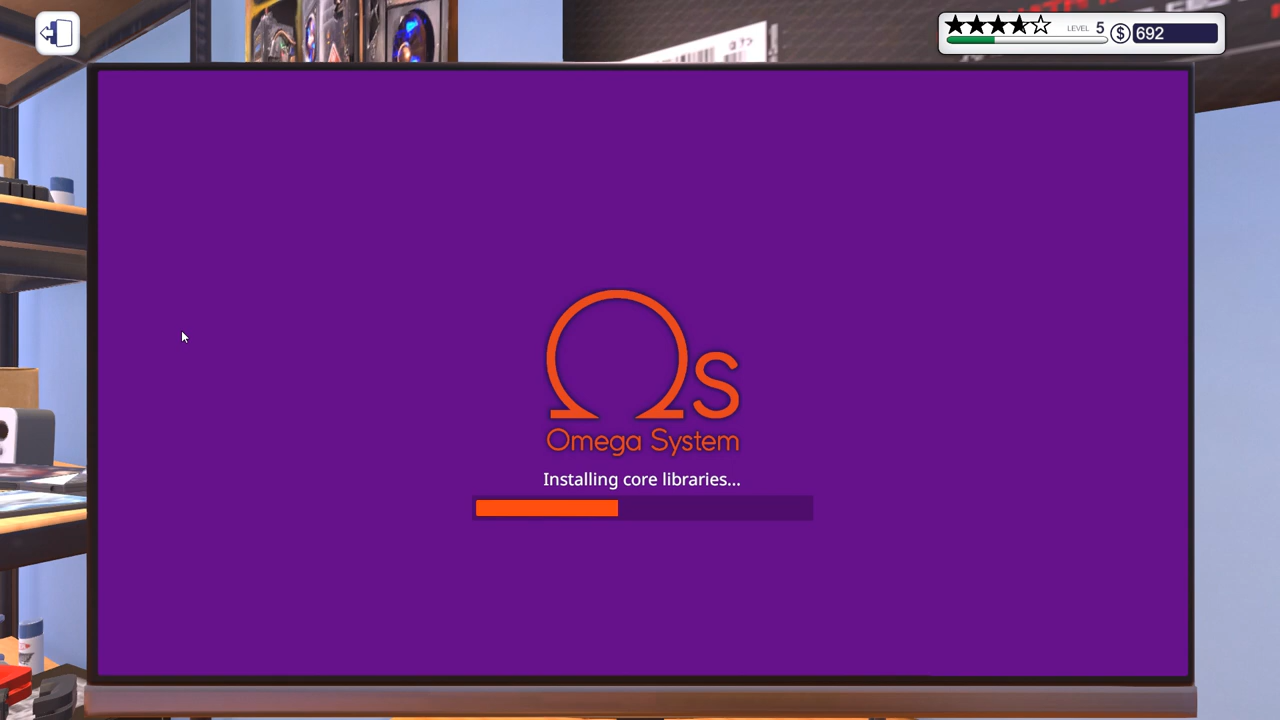 LEVEL 5
$ 692
Ωs
Omega System
Installing core libraries...